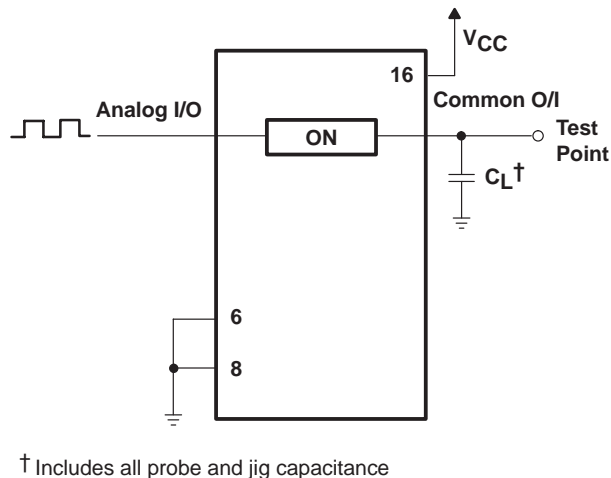 VCC
16
Analog I/O
Common O/I
ON
Test
Point
CL†
6
8
† Includes all probe and jig capacitance